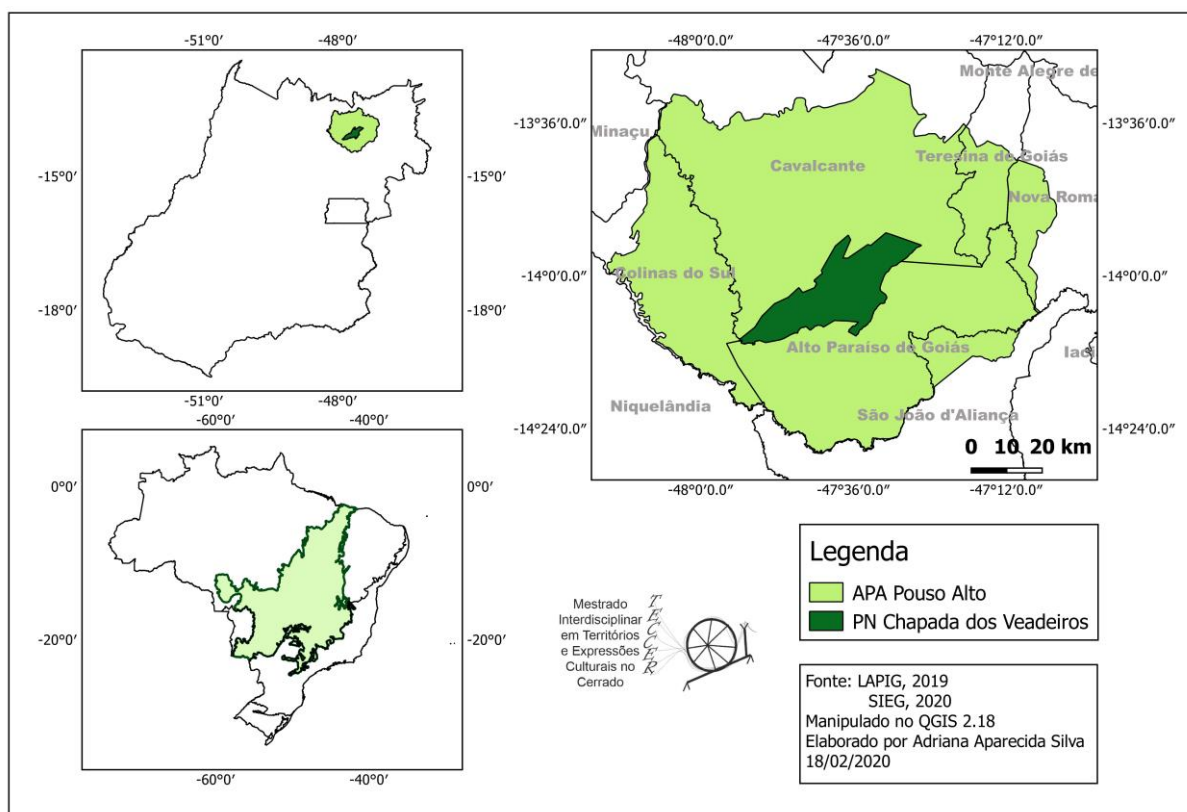 -51°0′ -48°0′
-15°0′ -15°0′
-18°0′ -18°0′
-51°0′ -48°0′
-48°0′0.0″ -47°36′0.0″ -47°12′0.0″
Monte Alegre de
-13°36′0.0″ -13°36′0.0″
Minaçu
Cavalcante
Teresina de Goiás
Nova Roma
-14°0′0.0″ -14°0′0.0″
Colinas do Sul
Alto Paraíso de Goiás
Iaci
Niquelândia
São João d'Aliança
-14°24′0.0″ -14°24′0.0″
0 10 20 km
-48°0′0.0″ -47°36′0.0″ -47°12′0.0″
-60°0′ -40°0′
0°0′ 0°0′
-20°0′ -20°0′
-60°0′ -40°0′
Mestrado
Interdisciplinar
em Territórios
e Expressões
Culturais no
Cerrado
TECCER
Legenda
APA Pouso Alto
PN Chapada dos Veadeiros
Fonte: LAPIG, 2019
SIEG, 2020
Manipulado no QGIS 2.18
Elaborado por Adriana Aparecida Silva
18/02/2020